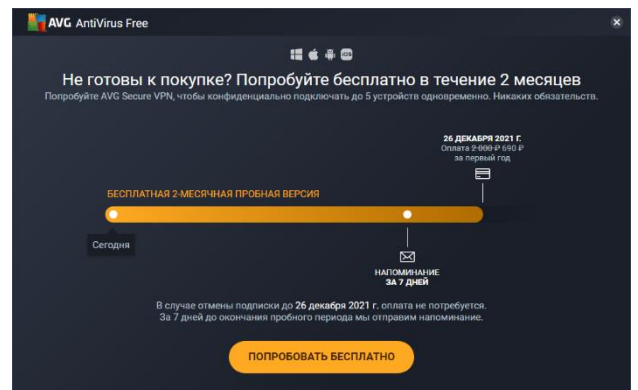 AVG AntiVirus Free
iOS
Не готовы к покупке? Попробуйте бесплатно в течение 2 месяцев
Попробуйте AVG Secure VPN, чтобы конфиденциально подключать до 5 устройств одновременно. Никаких обязательств.
26 ДЕКАБРЯ 2021 Г.
Оплата 2 000 ₽ 690 ₽
за первый год
БЕСПЛАТНАЯ 2-МЕСЯЧНАЯ ПРОБНАЯ ВЕРСИЯ
Сегодня
НАПОМИНАНИЕ
ЗА 7 ДНЕЙ
В случае отмены подписки до 26 декабря 2021 г. оплата не потребуется.
За 7 дней до окончания пробного периода мы отправим напоминание.
ПОПРОБОВАТЬ БЕСПЛАТНО